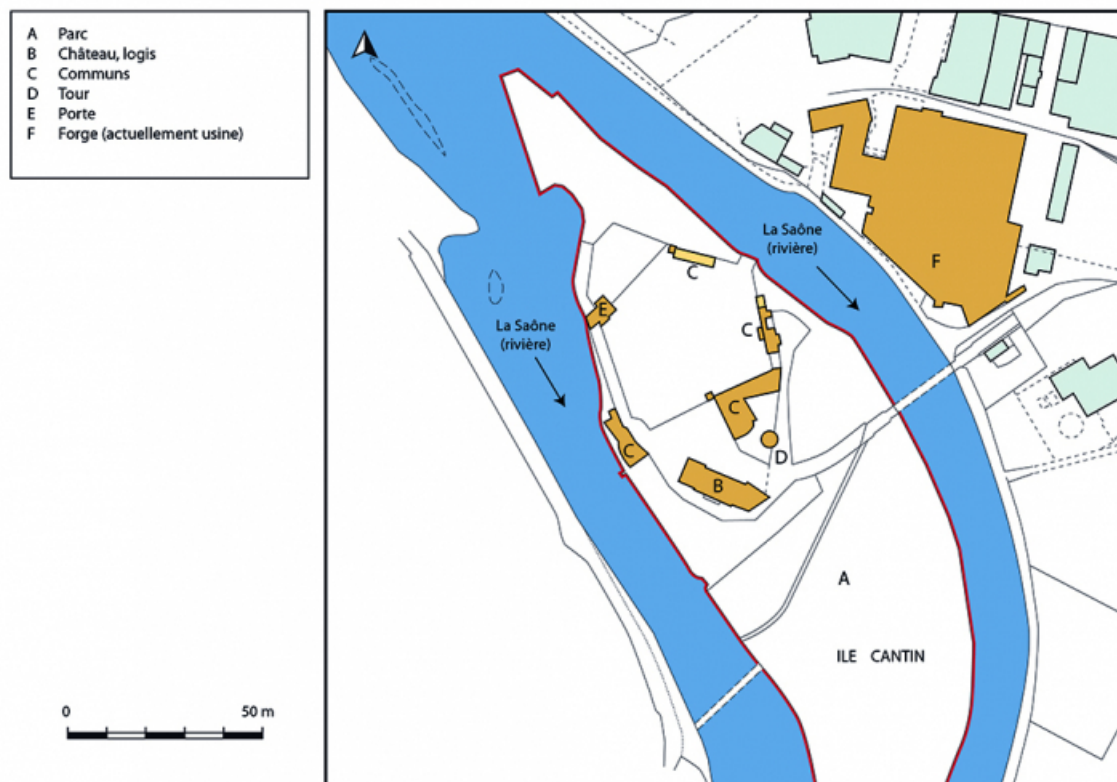 A Parc
B Château, logis
C Communs
D Tour
E Porte
F Forge (actuellement usine)
La Saône
(rivière)
F
C
E
La Saône
(rivière)
C
C
C
D
B
A
ILE CANTIN
0 50 m